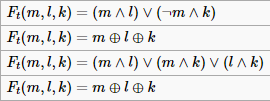 F_t(m, l, k) = (m ∧ l) ∨ (¬m ∧ k)
F_t(m, l, k) = m ⊕ l ⊕ k
F_t(m, l, k) = (m ∧ l) ∨ (m ∧ k) ∨ (l ∧ k)
F_t(m, l, k) = m ⊕ l ⊕ k